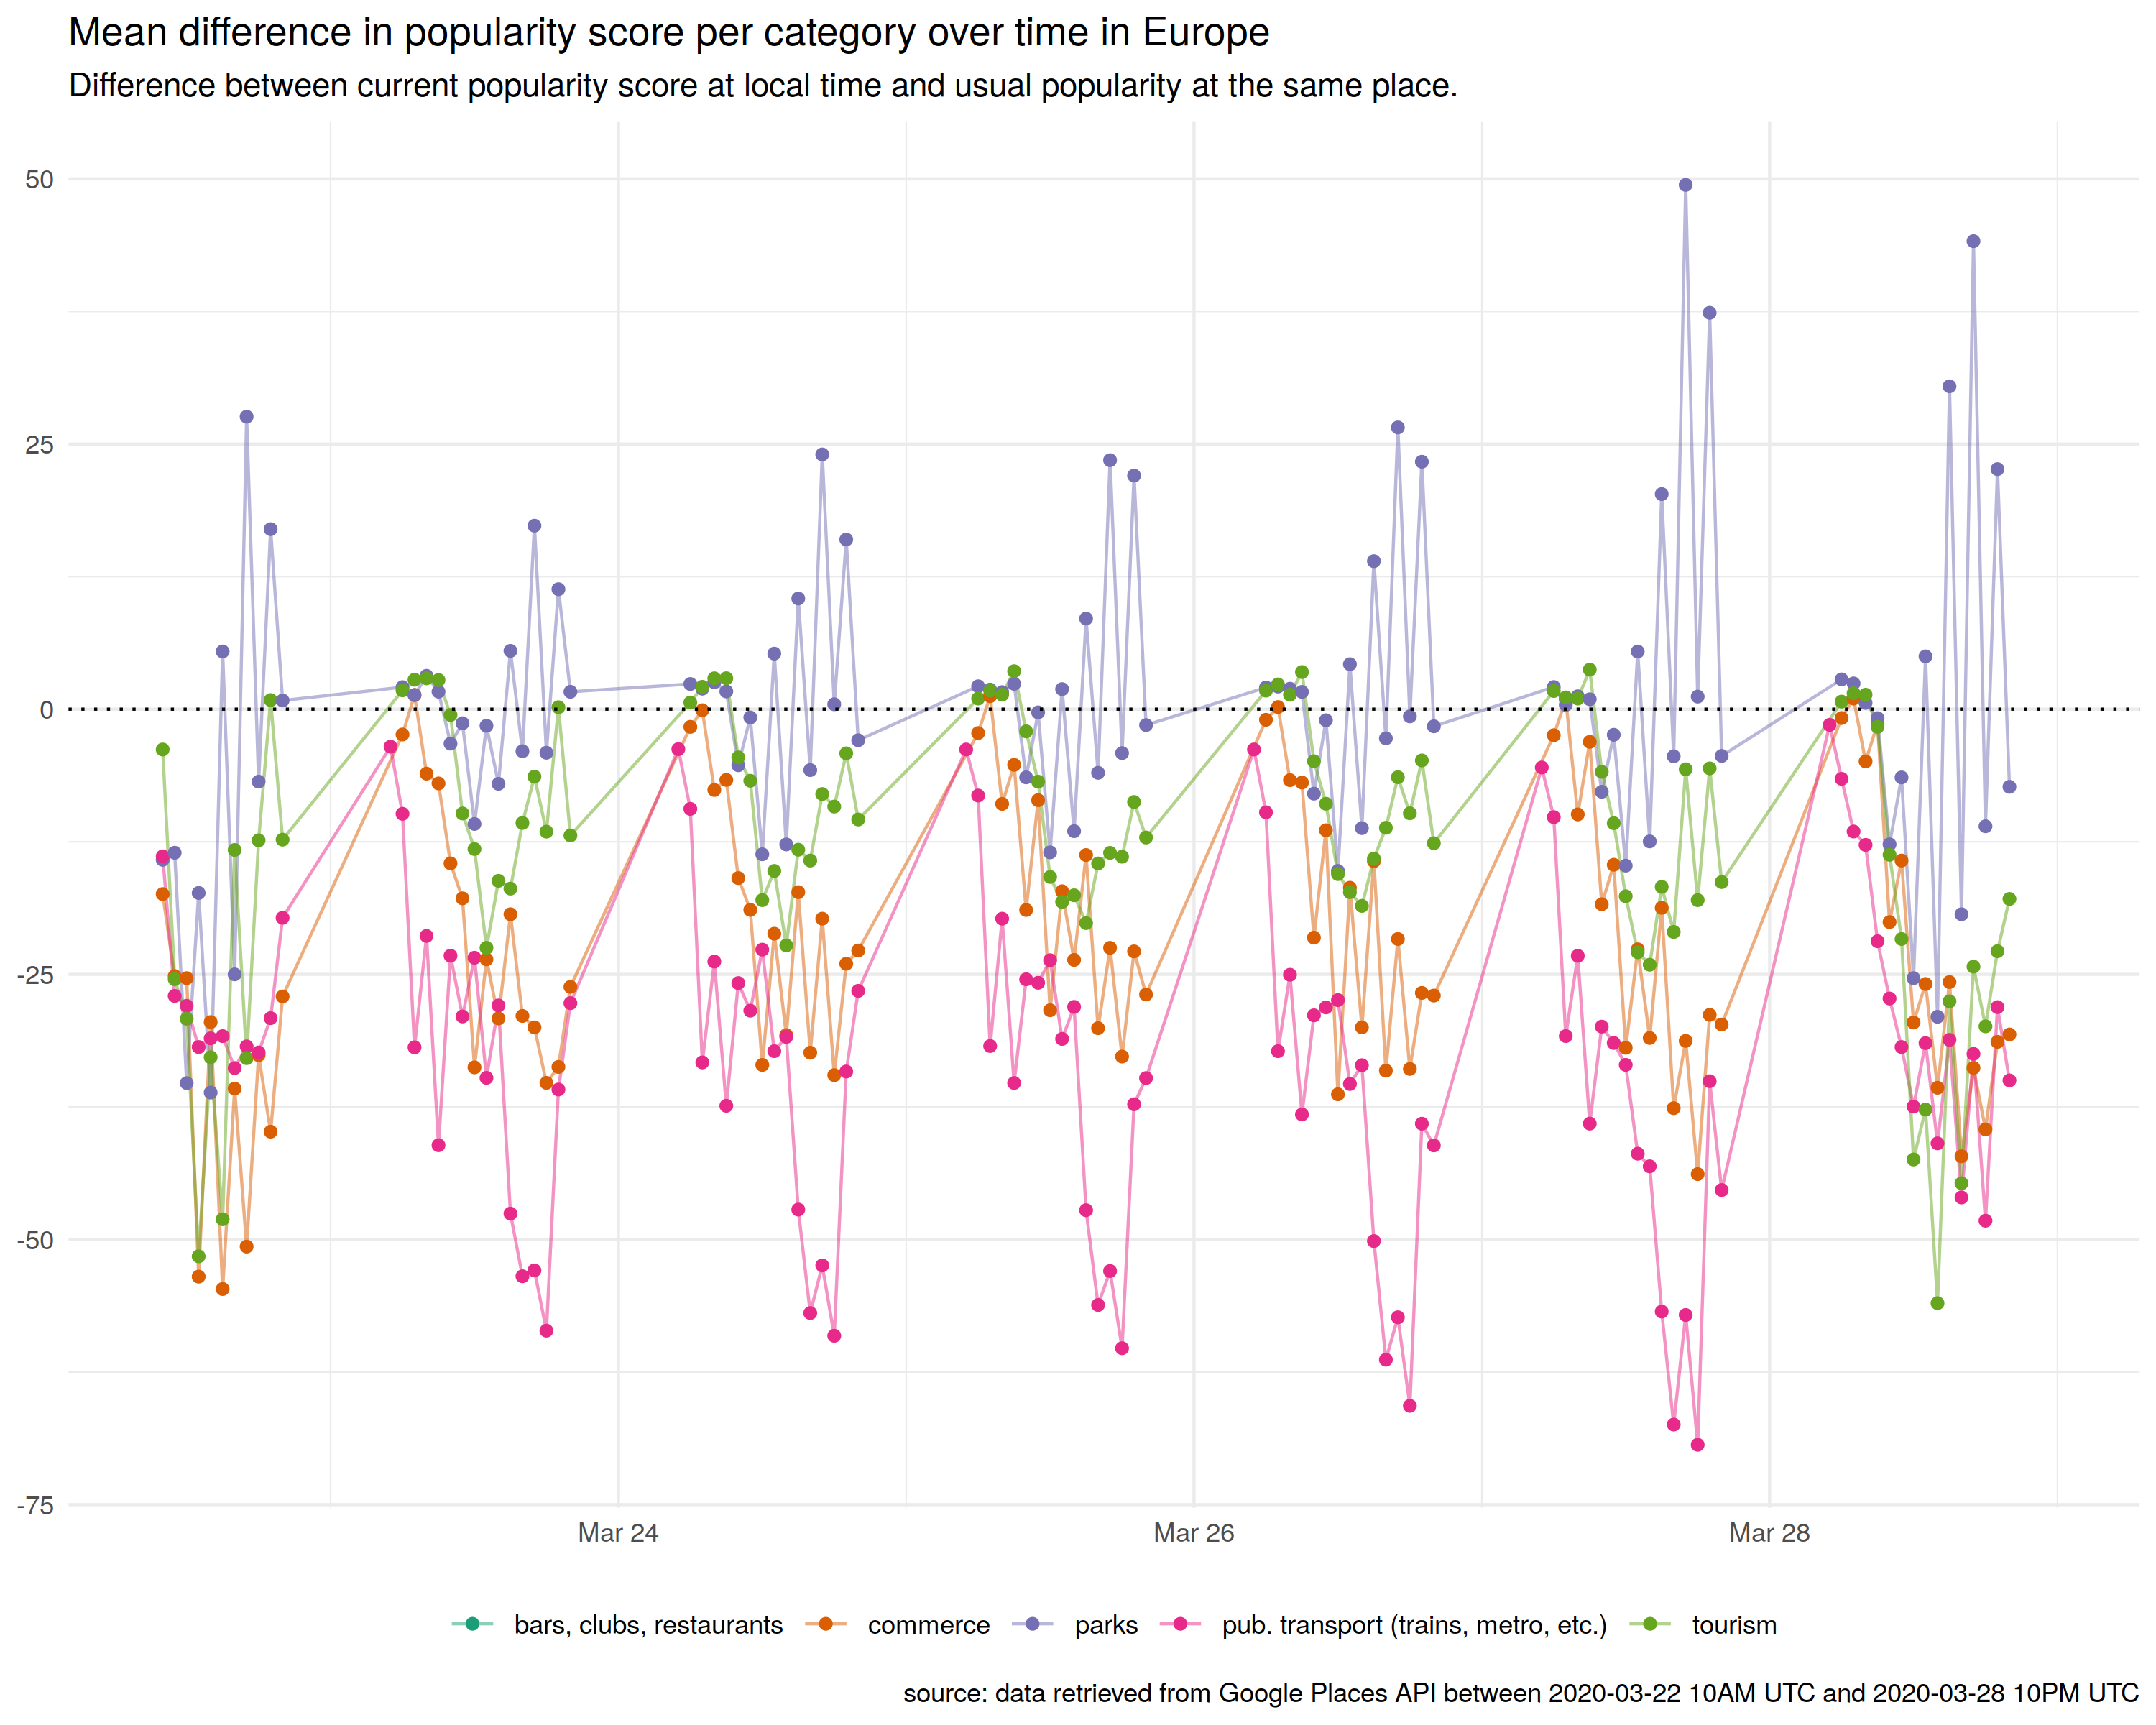 Mean difference in popularity score per category over time in Europe
Difference between current popularity score at local time and usual popularity at the same place.
50
25
0
-25
-50
-75
Mar 24 Mar 26 Mar 28
bars, clubs, restaurants commerce parks pub. transport (trains, metro, etc.) tourism
source: data retrieved from Google Places API between 2020-03-22 10AM UTC and 2020-03-28 10PM UTC